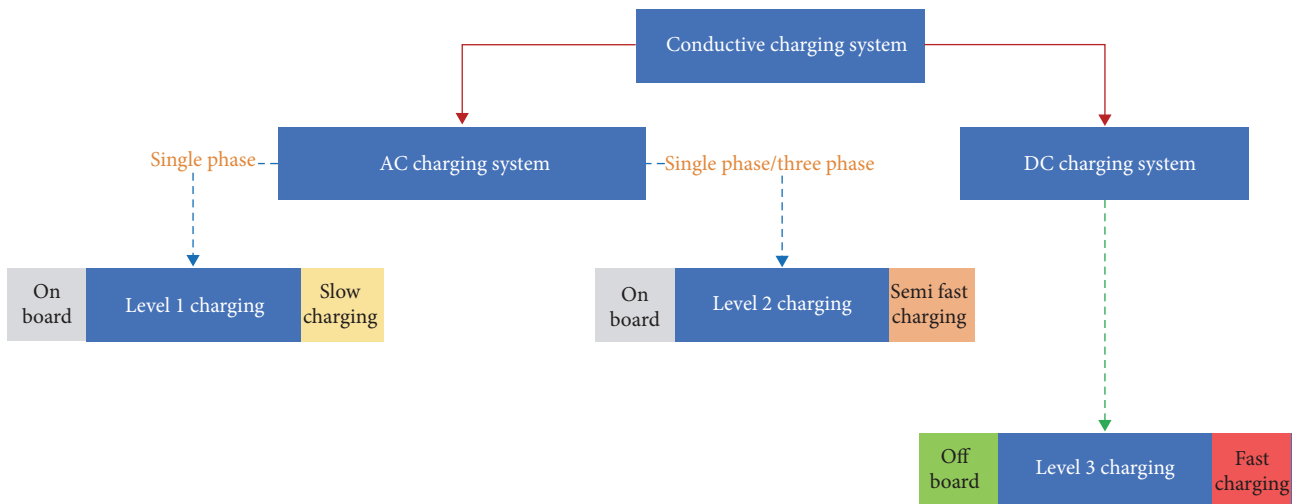 Conductive charging system
Single phase
AC charging system
Single phase/three phase
DC charging system
On
board
Level 1 charging
Slow
charging
On
board
Level 2 charging
Semi fast
charging
Off
board
Level 3 charging
Fast
charging